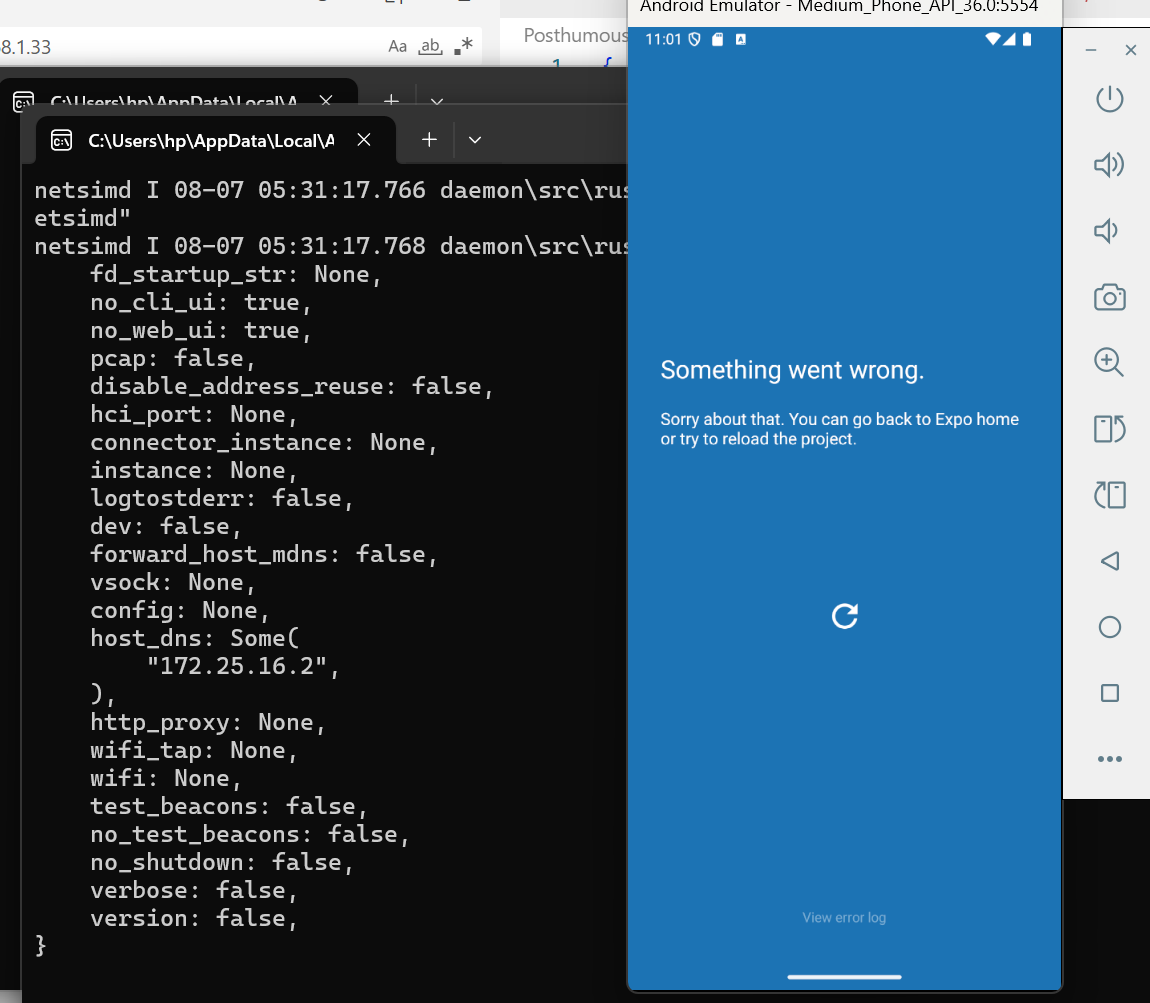 Android Emulator - Medium_Phone_API_36.0:5554
8.1.33
Aa
ab
.*
Posthumous
1 {
11:01
C:\Users\hp\AppData\Local\A
C:\Users\hp\AppData\Local\A
netsimd I 08-07 05:31:17.766 daemon\src\rus
etsimd"
netsimd I 08-07 05:31:17.768 daemon\src\rus
fd_startup_str: None,
no_cli_ui: true,
no_web_ui: true,
pcap: false,
disable_address_reuse: false,
hci_port: None,
connector_instance: None,
instance: None,
logtostderr: false,
dev: false,
forward_host_mdns: false,
vsock: None,
config: None,
host_dns: Some(
"172.25.16.2",
),
http_proxy: None,
wifi_tap: None,
wifi: None,
test_beacons: false,
no_test_beacons: false,
no_shutdown: false,
verbose: false,
version: false,
}
Something went wrong.
Sorry about that. You can go back to Expo home
or try to reload the project.
View error log